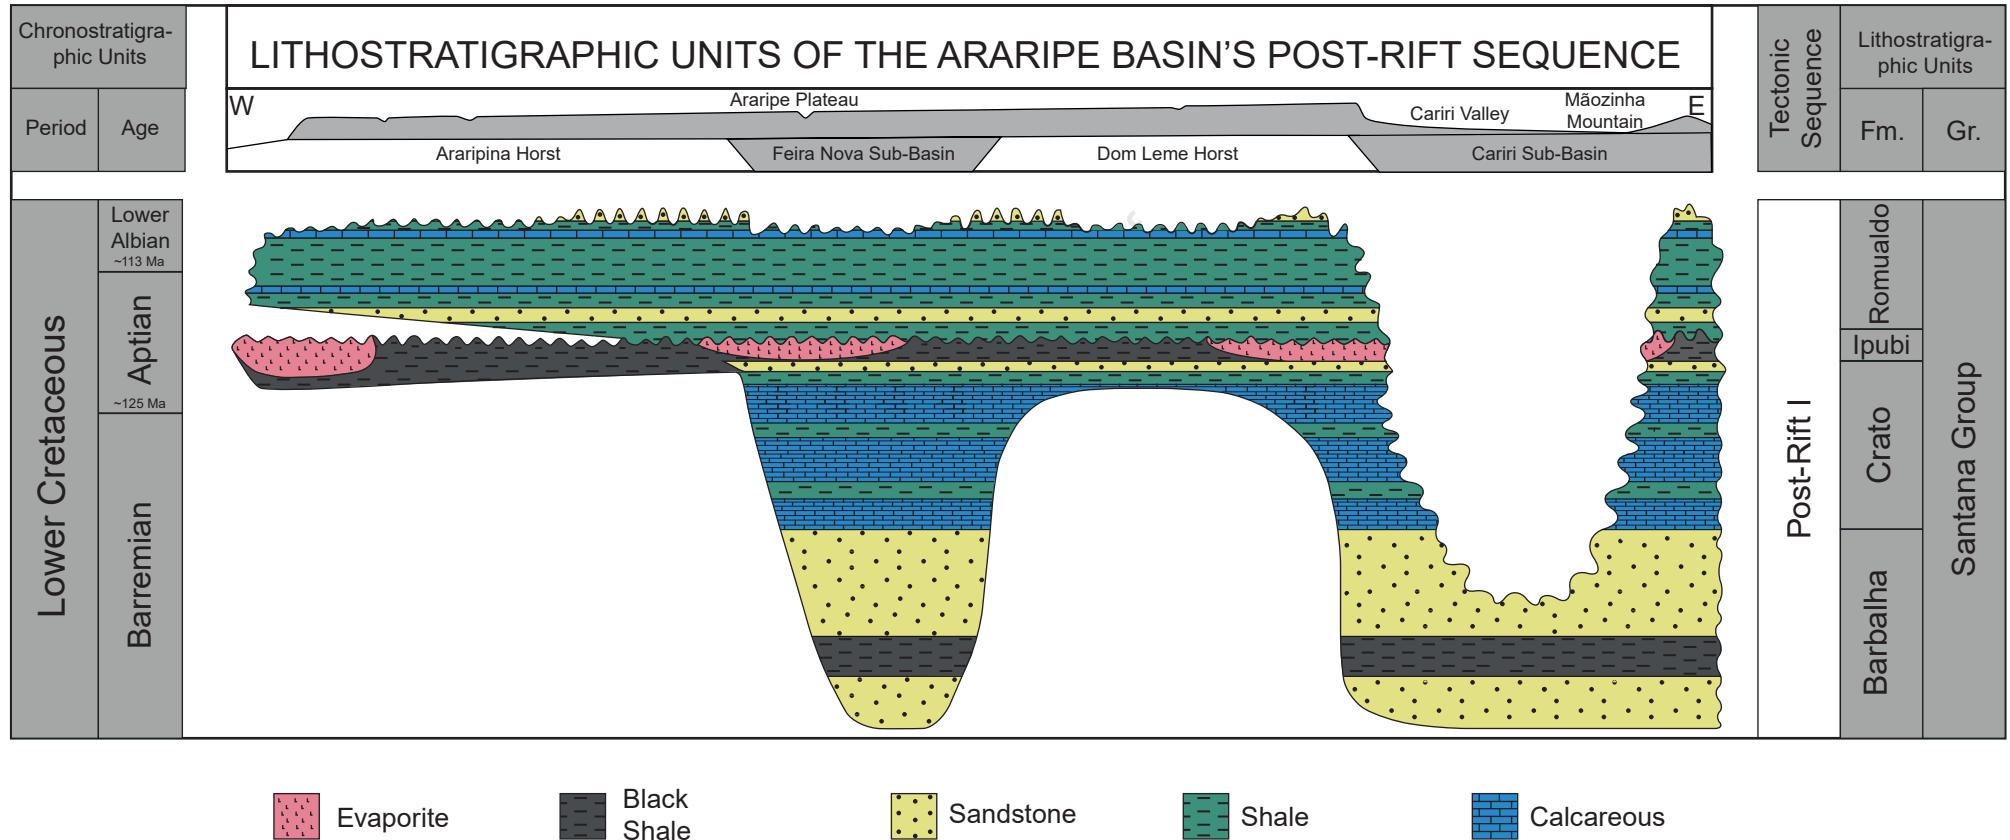 Chronostratigra-
phic Units
Period
Age
LITHOSTRATIGRAPHIC UNITS OF THE ARARIPE BASIN'S POST-RIFT SEQUENCE
W
Araripe Plateau
Cariri Valley
Mãozinha
Mountain
E
Araripina Horst
Feira Nova Sub-Basin
Dom Leme Horst
Cariri Sub-Basin
Tectonic
Sequence
Lithostratigra-
phic Units
Fm.
Gr.
Lower Cretaceous
Lower
Albian
~113 Ma
Aptian
~125 Ma
Barremian
Post-Rift I
Romualdo
Ipubi
Crato
Barbalha
Santana Group
Evaporite
Black
Shale
Sandstone
Shale
Calcareous